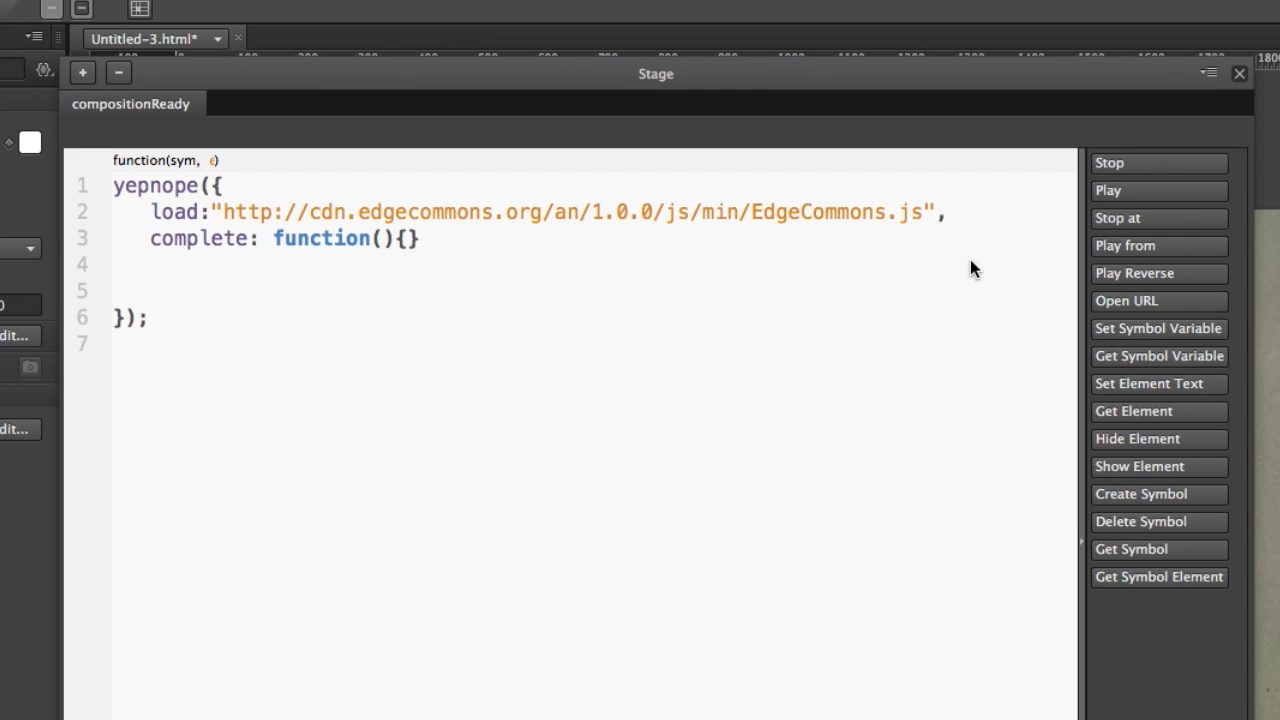 Untitled-3.html*
1800
+ - Stage
compositionReady
function(sym, e)
1 yepnope({
2 load:"http://cdn.edgecommons.org/an/1.0.0/js/min/EdgeCommons.js",
3 complete: function(){}
4
5
6 });
7
Stop
Play
Stop at
Play from
Play Reverse
Open URL
Set Symbol Variable
Get Symbol Variable
Set Element Text
Get Element
Hide Element
Show Element
Create Symbol
Delete Symbol
Get Symbol
Get Symbol Element
0
dit...
dit...